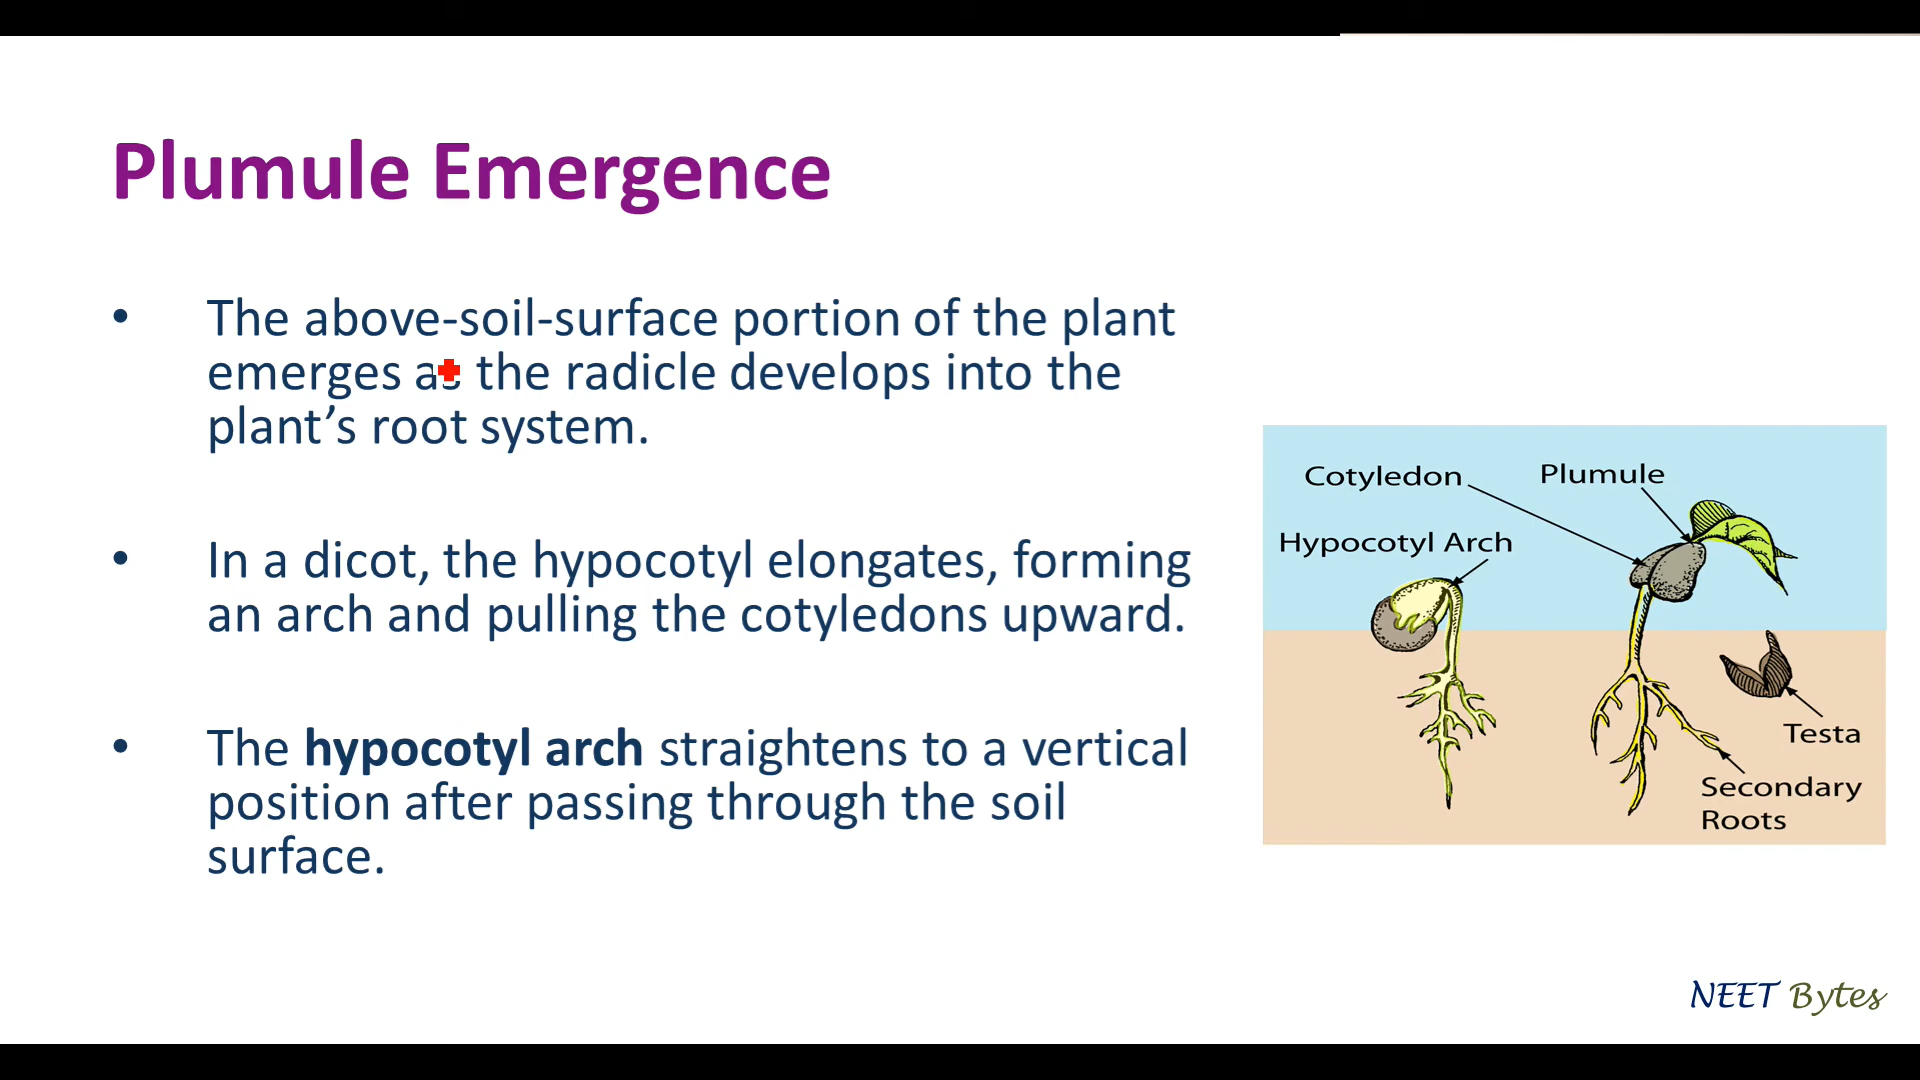 Plumule Emergence
• The above-soil-surface portion of the plant
emerges as the radicle develops into the
plant’s root system.
• In a dicot, the hypocotyl elongates, forming
an arch and pulling the cotyledons upward.
• The hypocotyl arch straightens to a vertical
position after passing through the soil
surface.
Cotyledon
Plumule
Hypocotyl Arch
Testa
Secondary
Roots
NEET Bytes